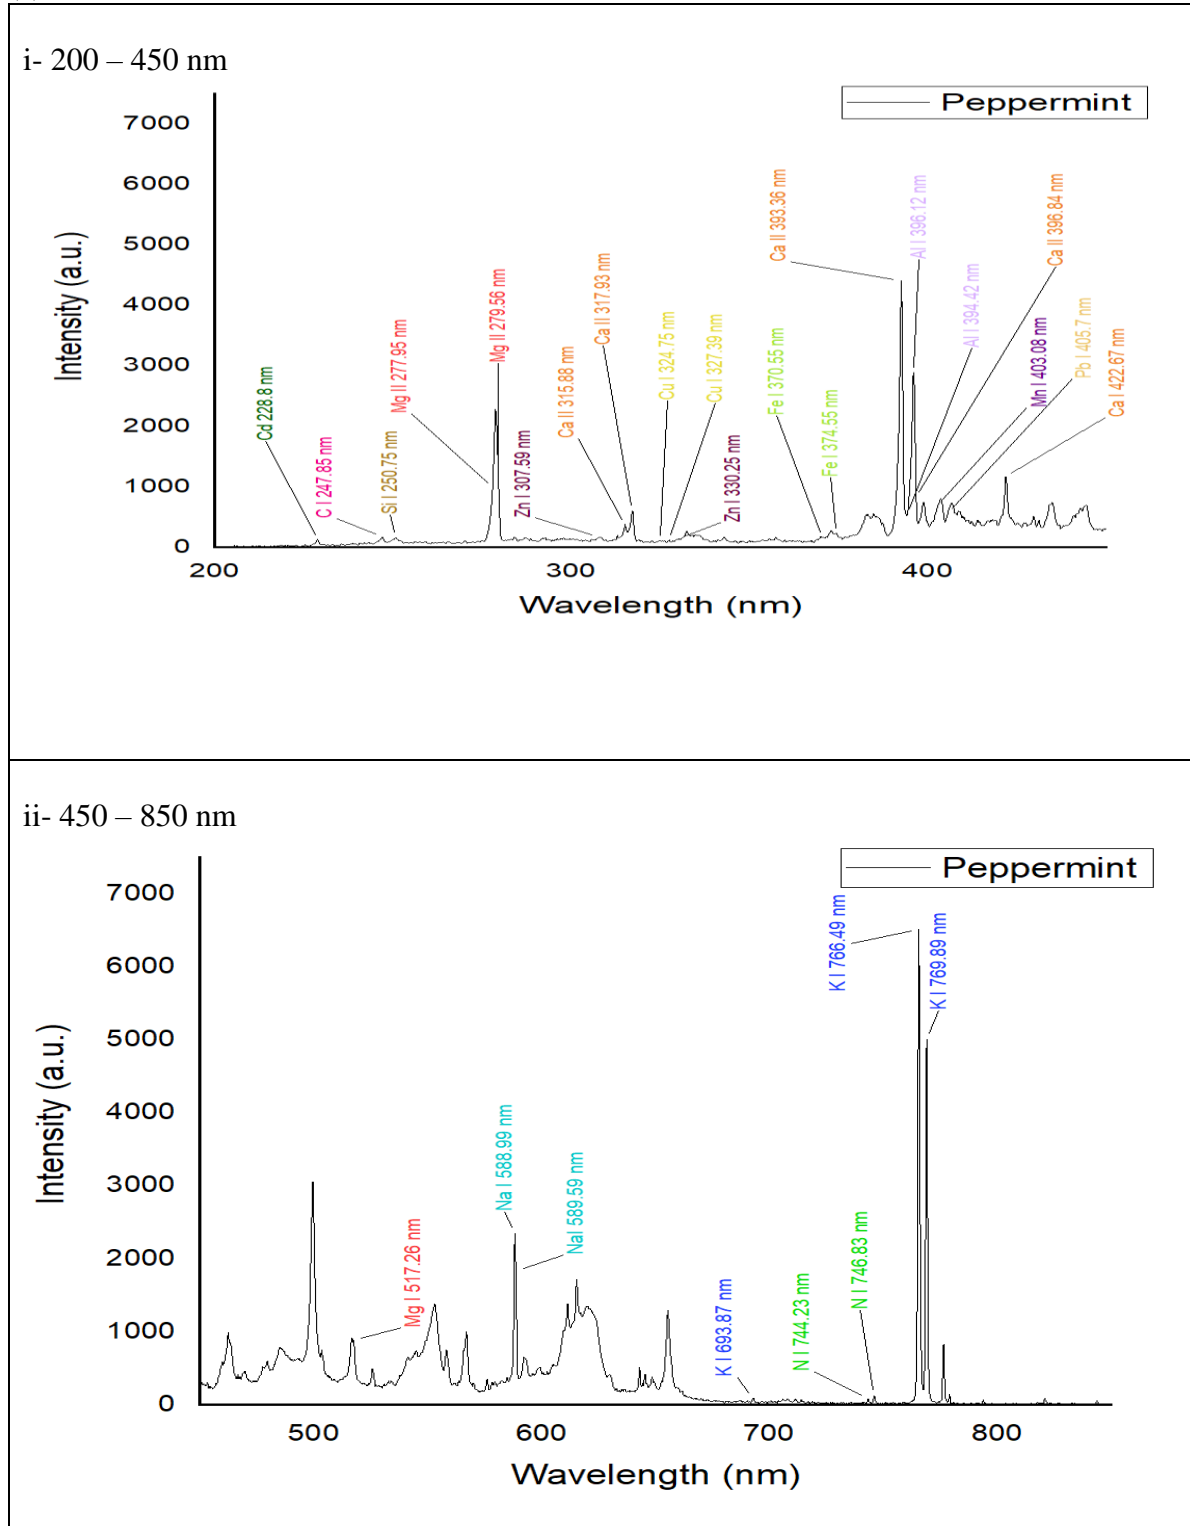 i- 200 – 450 nm
Peppermint
7000
6000
5000
4000
3000
2000
1000
0
Intensity (a.u.)
Cd 228.8 nm
C I 247.85 nm
Si I 250.75 nm
Mg II 277.95 nm
Mg II 279.56 nm
Zn I 307.59 nm
Ca II 315.88 nm
Ca II 317.93 nm
Cu I 324.75 nm
Cu I 327.39 nm
Zn I 330.25 nm
Fe I 370.55 nm
Fe I 374.55 nm
Ca II 393.36 nm
Al I 396.12 nm
Al I 394.42 nm
Ca II 396.84 nm
Mn I 403.08 nm
Pb I 405.7 nm
Ca I 422.67 nm
200
300
400
Wavelength (nm)
ii- 450 – 850 nm
Peppermint
7000
6000
5000
4000
3000
2000
1000
0
Intensity (a.u.)
Mg I 517.26 nm
Na I 588.99 nm
NaI 589.59 nm
K I 693.87 nm
N I 744.23 nm
N I 746.83 nm
K I 766.49 nm
K I 769.89 nm
500
600
700
800
Wavelength (nm)